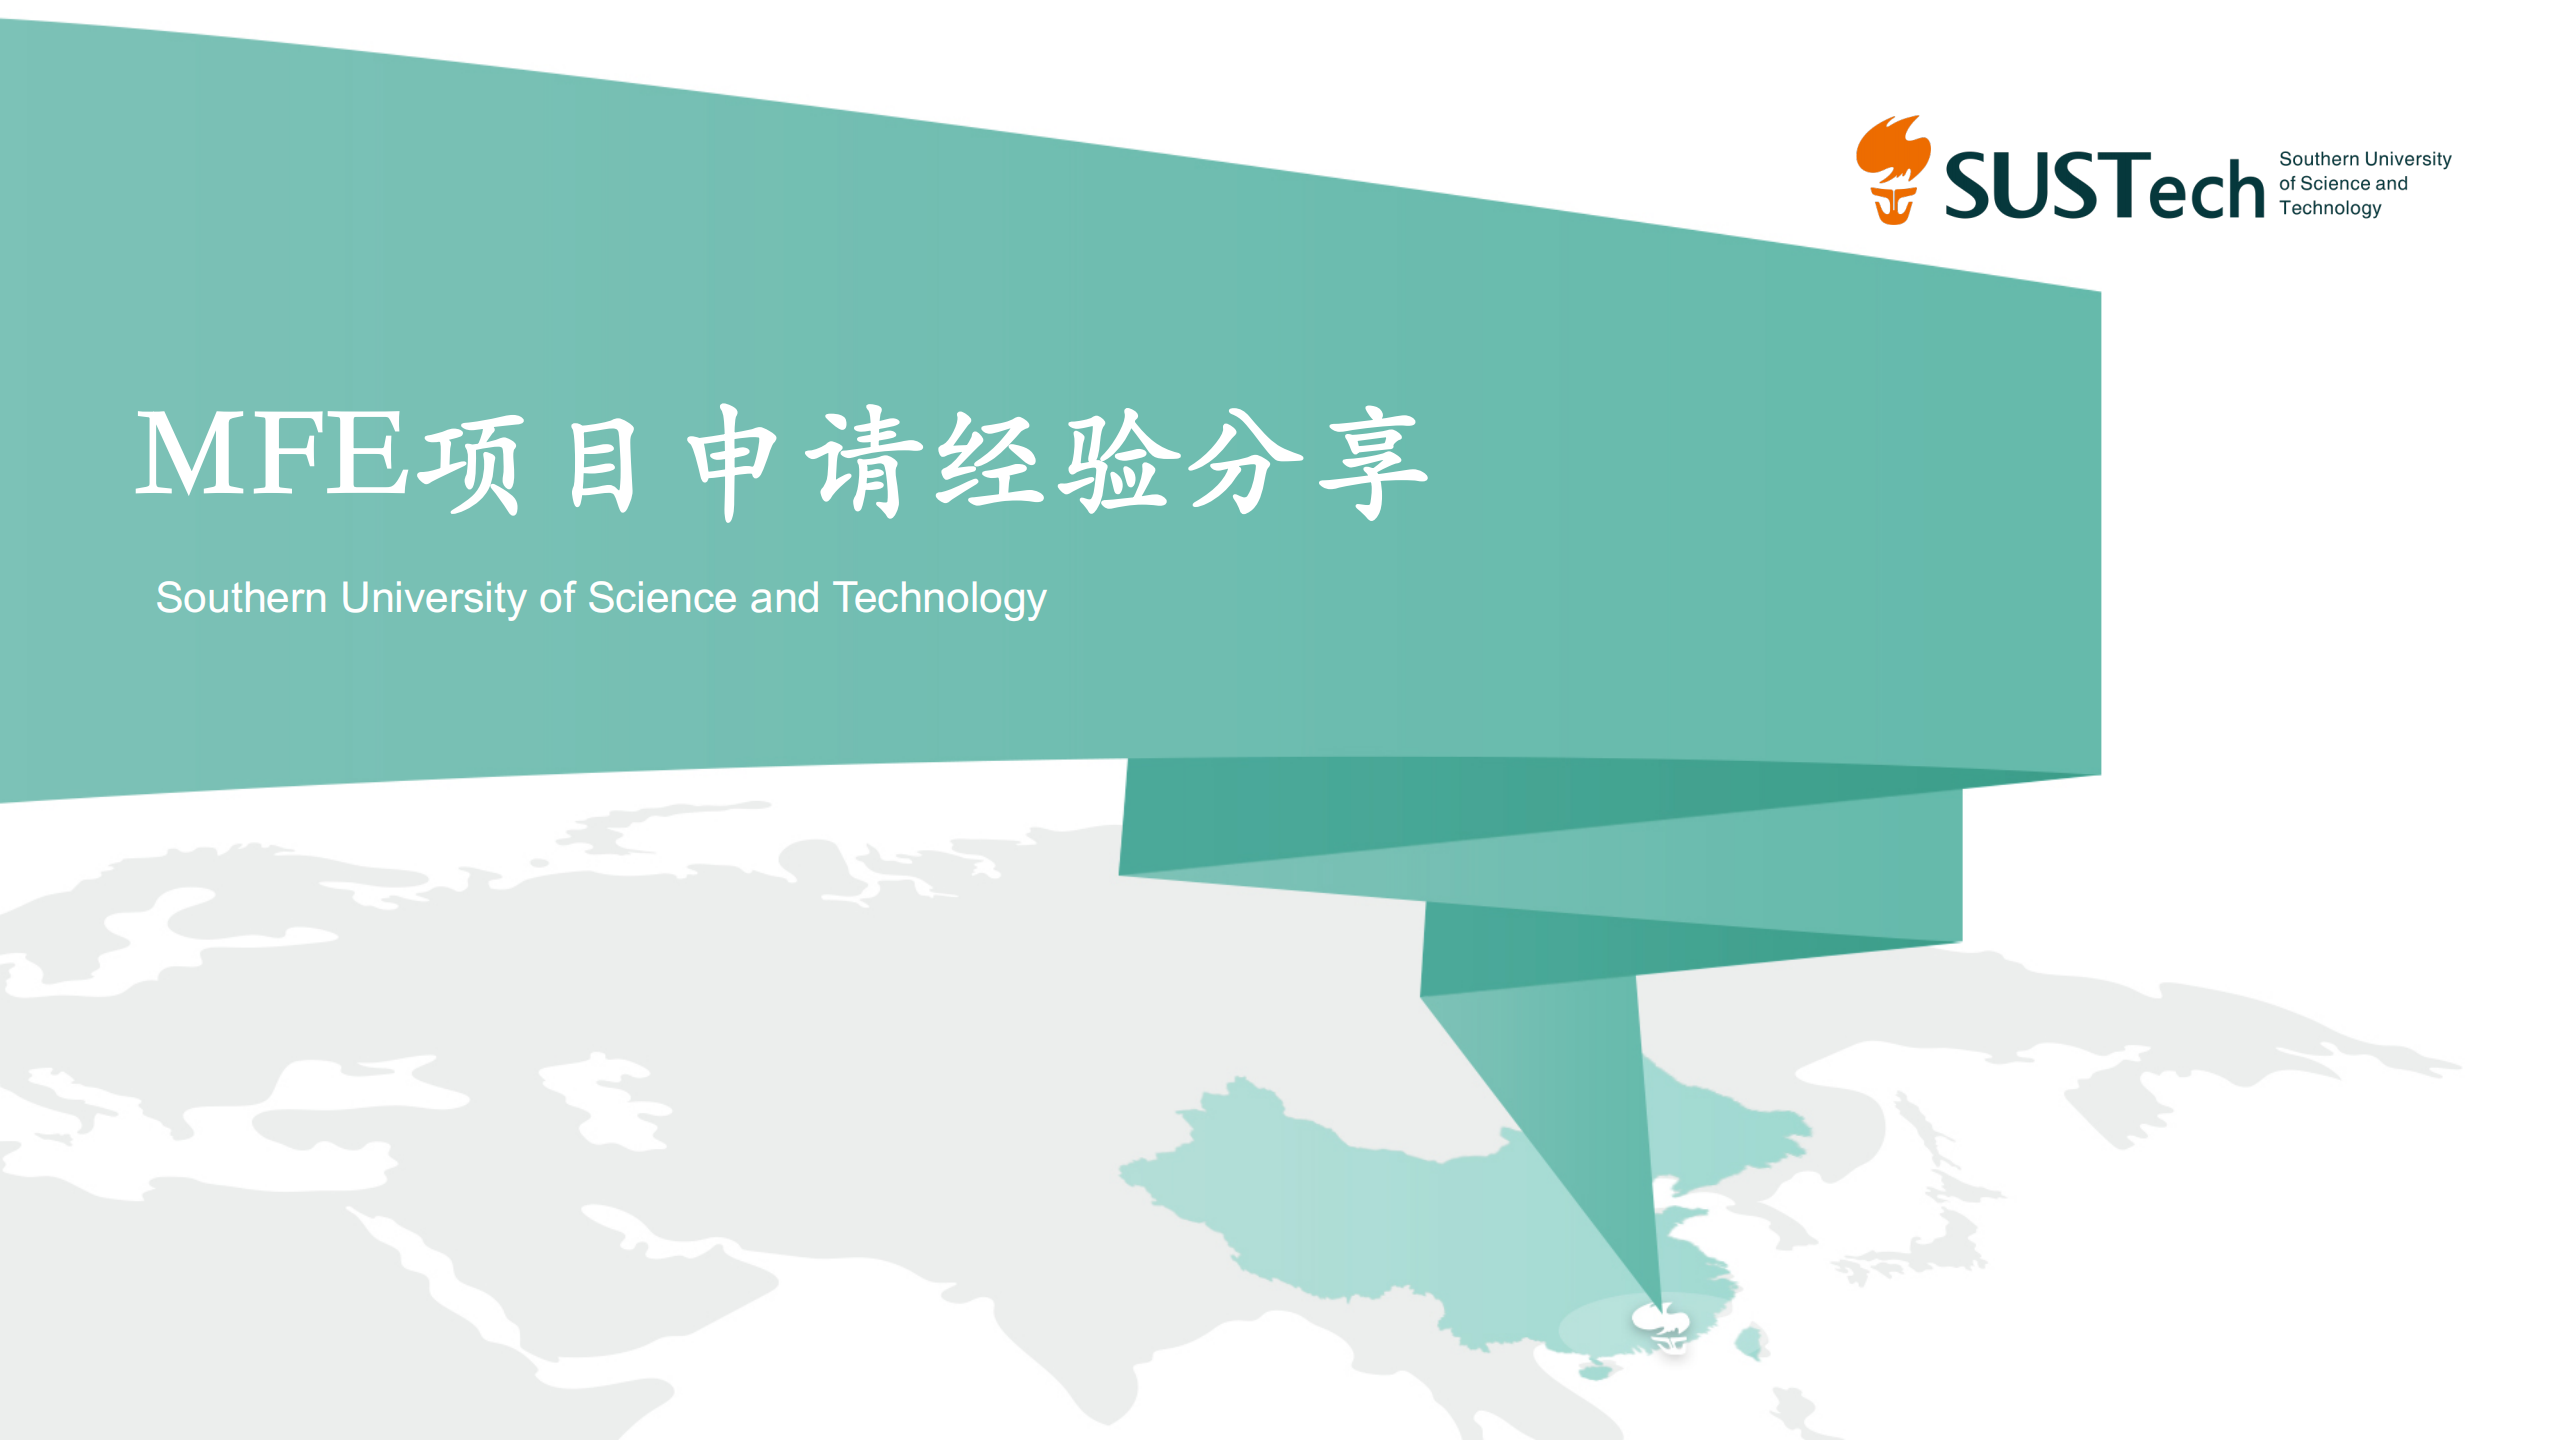 SUSTech
Southern University
of Science and
Technology
MFE项目申请经验分享
Southern University of Science and Technology